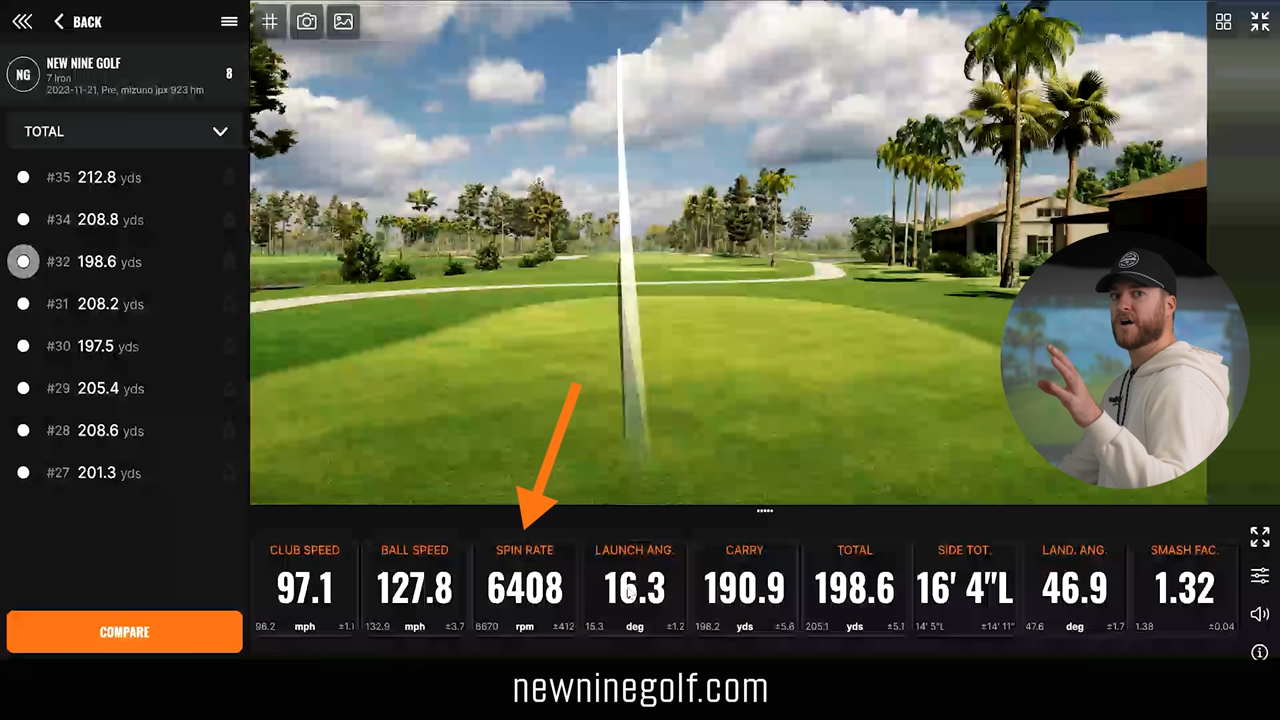 BACK
NG
NEW NINE GOLF
8
7 Iron
2023-11-21, Pre, mizuno jpx 923 hm
TOTAL
#35 212.8 yds
#34 208.8 yds
#32 198.6 yds
#31 208.2 yds
#30 197.5 yds
#29 205.4 yds
#28 208.6 yds
#27 201.3 yds
COMPARE
CLUB SPEED
97.1
96.2 mph ±1.1
BALL SPEED
127.8
132.9 mph ±3.7
SPIN RATE
6408
6670 rpm ±412
LAUNCH ANG.
16.3
15.3 deg ±1.2
CARRY
190.9
198.2 yds ±5.6
TOTAL
198.6
205.1 yds ±5.1
SIDE TOT.
16' 4"L
14' 5"L ±14' 11"
LAND. ANG.
46.9
47.6 deg ±1.7
SMASH FAC.
1.32
1.38 ±0.04
newninegolf.com